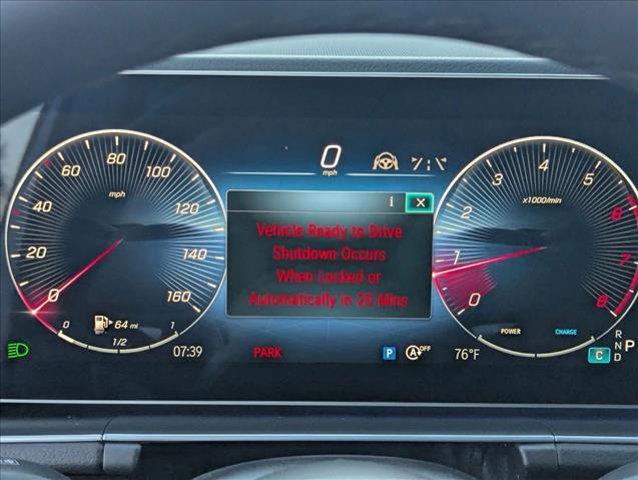 0
mph
0
20
40
60
80
100
120
140
160
mph
i X
Vehicle Ready to Drive
Shutdown Occurs
When Locked or
Automatically In 20 Mins
0
1
2
3
4
5
6
7
8
x1000/min
64 mi
0 1/2 1
POWER CHARGE
07:39
PARK
P
A OFF
76°F
C
R
N P
D